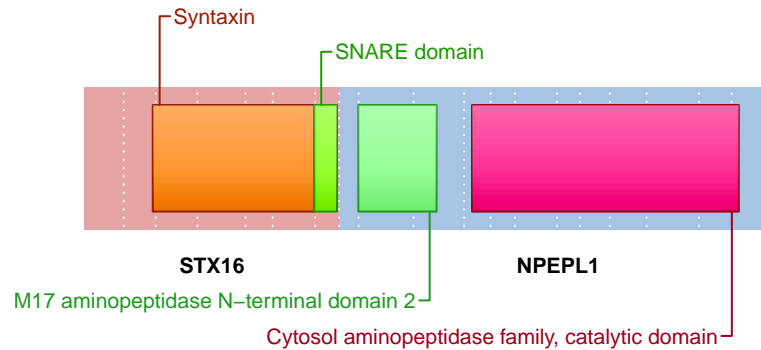 Syntaxin
SNARE domain
STX16
NPEPL1
M17 aminopeptidase N−terminal domain 2
Cytosol aminopeptidase family, catalytic domain